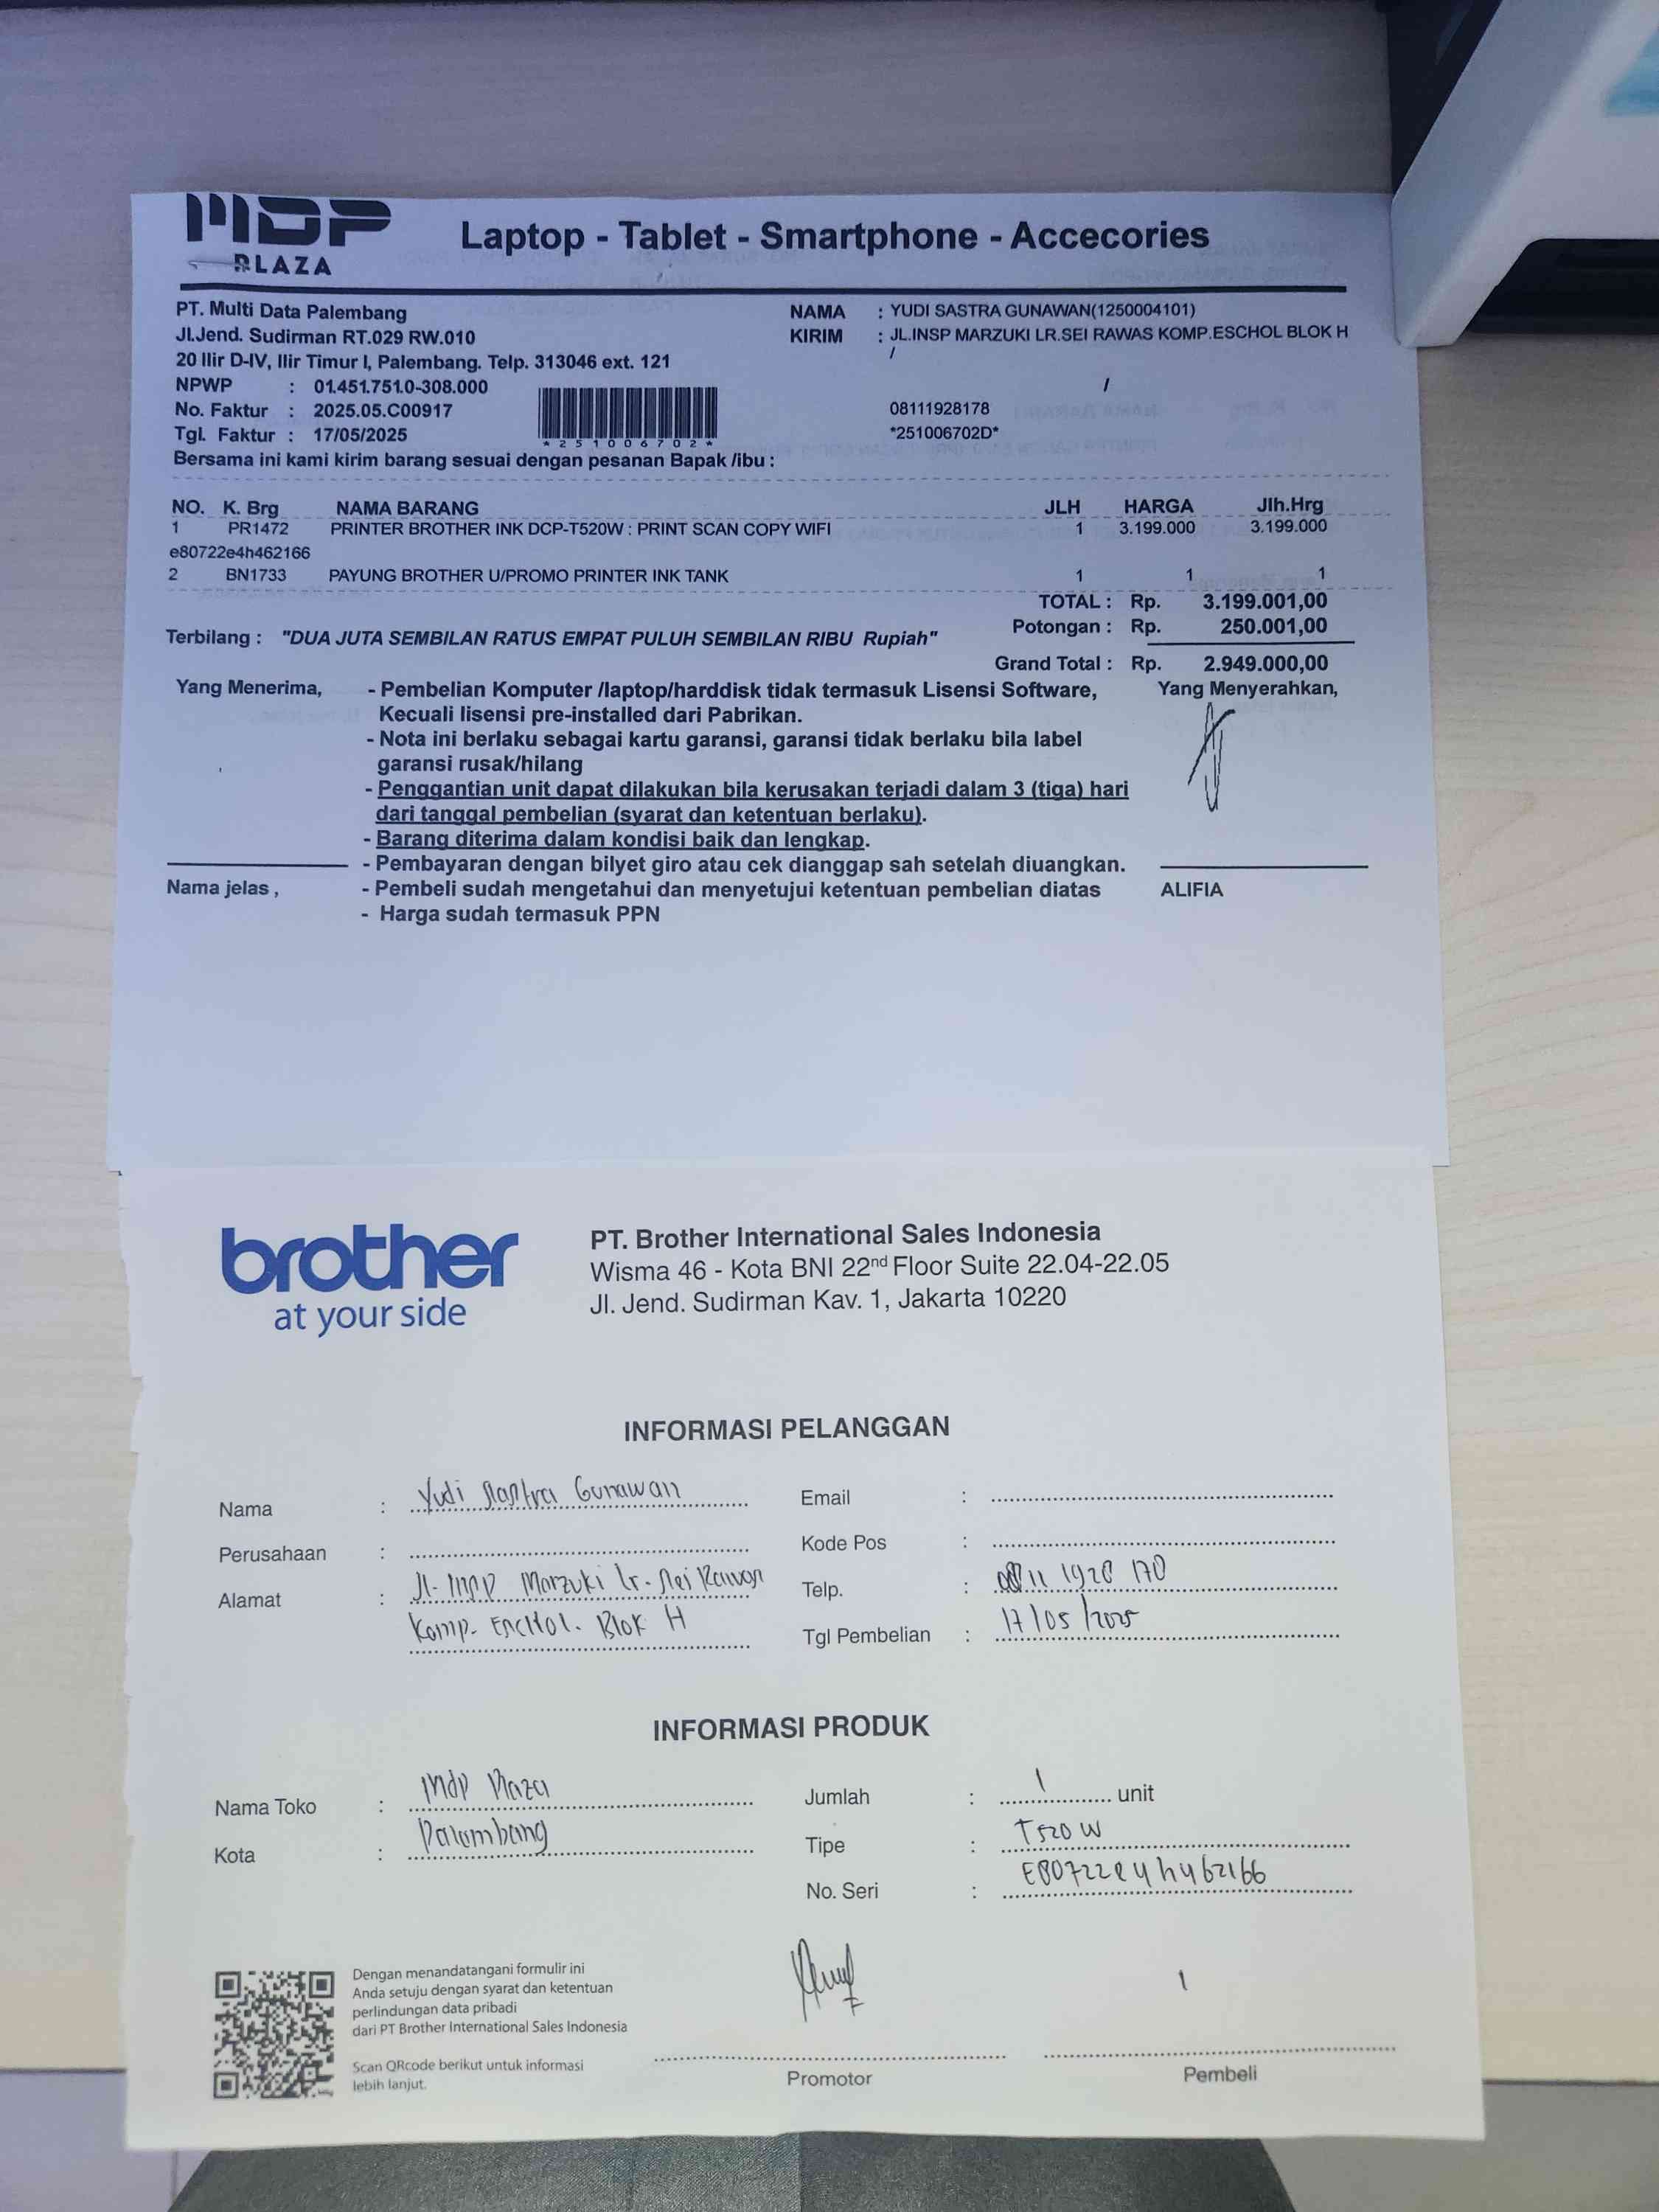 MDP
PLAZA
Laptop - Tablet - Smartphone - Accecories
PT. Multi Data Palembang
Jl.Jend. Sudirman RT.029 RW.010
20 Ilir D-IV, Ilir Timur I, Palembang. Telp. 313046 ext. 121
NPWP : 01.451.751.0-308.000
No. Faktur : 2025.05.C00917
Tgl. Faktur : 17/05/2025
*251006702*
NAMA : YUDI SASTRA GUNAWAN(1250004101)
KIRIM : JL.INSP MARZUKI LR.SEI RAWAS KOMP.ESCHOL BLOK H
/
/
08111928178
*251006702D*
Bersama ini kami kirim barang sesuai dengan pesanan Bapak /ibu :
NO. K. Brg NAMA BARANG JLH HARGA Jlh.Hrg
1 PR1472 PRINTER BROTHER INK DCP-T520W : PRINT SCAN COPY WIFI 1 3.199.000 3.199.000
e80722e4h462166
2 BN1733 PAYUNG BROTHER U/PROMO PRINTER INK TANK 1 1 1
TOTAL : Rp. 3.199.001,00
Potongan : Rp. 250.001,00
Terbilang : "DUA JUTA SEMBILAN RATUS EMPAT PULUH SEMBILAN RIBU Rupiah"
Grand Total : Rp. 2.949.000,00
Yang Menerima,
- Pembelian Komputer /laptop/harddisk tidak termasuk Lisensi Software,
Kecuali lisensi pre-installed dari Pabrikan.
- Nota ini berlaku sebagai kartu garansi, garansi tidak berlaku bila label
garansi rusak/hilang
- Penggantian unit dapat dilakukan bila kerusakan terjadi dalam 3 (tiga) hari
dari tanggal pembelian (syarat dan ketentuan berlaku).
- Barang diterima dalam kondisi baik dan lengkap.
- Pembayaran dengan bilyet giro atau cek dianggap sah setelah diuangkan.
- Pembeli sudah mengetahui dan menyetujui ketentuan pembelian diatas
- Harga sudah termasuk PPN
Yang Menyerahkan,
Nama jelas ,
ALIFIA
brother
at your side
PT. Brother International Sales Indonesia
Wisma 46 - Kota BNI 22nd Floor Suite 22.04-22.05
Jl. Jend. Sudirman Kav. 1, Jakarta 10220
INFORMASI PELANGGAN
Nama : Yudi Sastra Gunawan
Perusahaan :
Alamat : Jl. Insp Marzuki Lr. Sei Rawas
Komp. Eschol. Blok H
Email :
Kode Pos :
Telp. : 0811 1928 178
Tgl Pembelian : 17/05/2025
INFORMASI PRODUK
Nama Toko : Mdp Plaza
Kota : Palembang
Jumlah : 1 unit
Tipe : T520W
No. Seri : E80722e4h462166
Dengan menandatangani formulir ini
Anda setuju dengan syarat dan ketentuan
perlindungan data pribadi
dari PT Brother International Sales Indonesia
Scan QRcode berikut untuk informasi
lebih lanjut.
Promotor
Pembeli